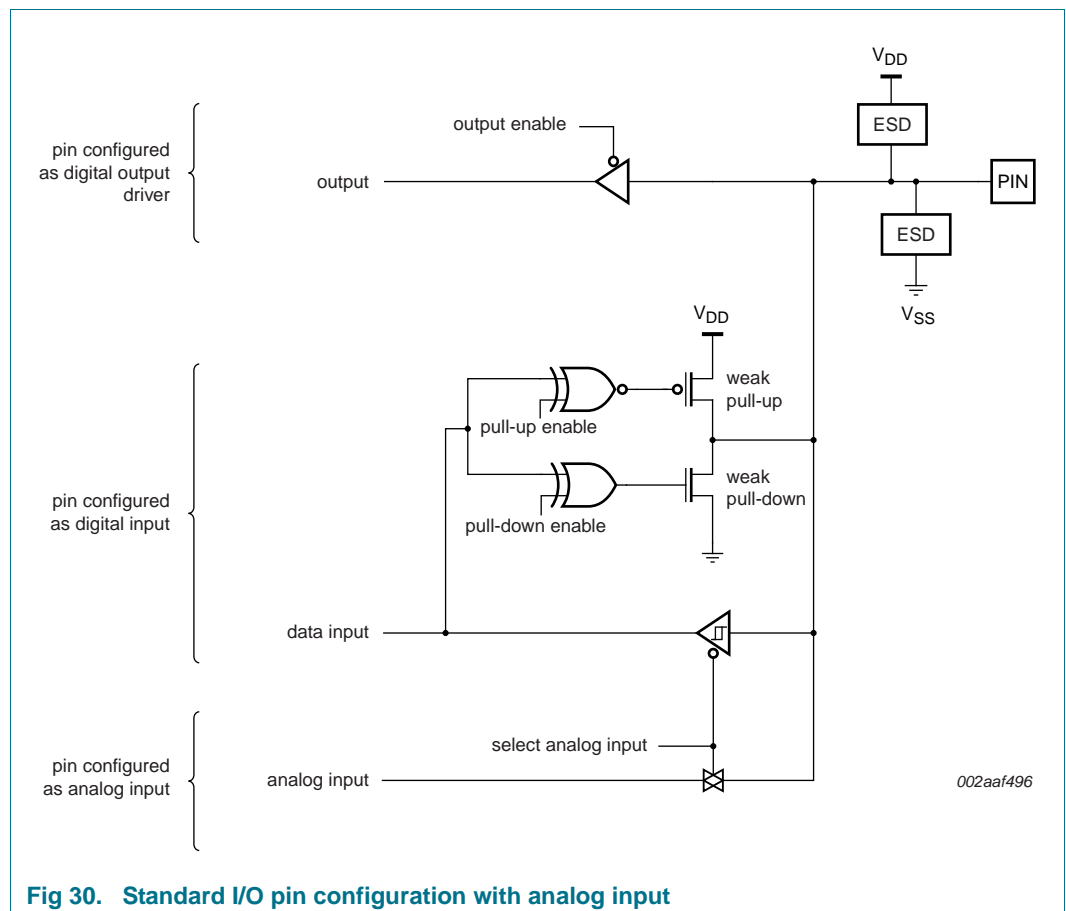 VDD
ESD
output enable
pin configured
as digital output
driver
output
PIN
ESD
VSS
VDD
weak
pull-up
pull-up enable
weak
pull-down
pin configured
as digital input
pull-down enable
data input
select analog input
pin configured
as analog input
analog input
002aaf496
Fig 30. Standard I/O pin configuration with analog input